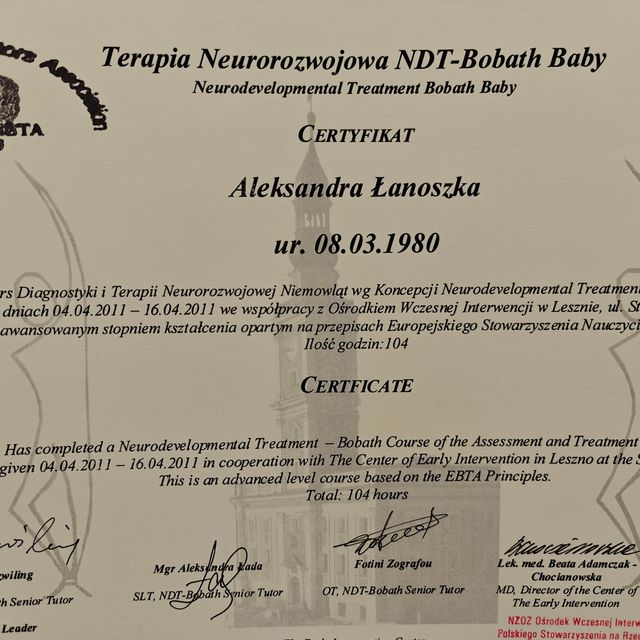 ors Association
EBTA
Terapia Neurorozwojowa NDT-Bobath Baby
Neurodevelopmental Treatment Bobath Baby
CERTYFIKAT
Aleksandra Łanoszka
ur. 08.03.1980
rs Diagnostyki i Terapii Neurorozwojowej Niemowląt wg Koncepcji Neurodevelopmental Treatment
dniach 04.04.2011 – 16.04.2011 we współpracy z Ośrodkiem Wczesnej Interwencji w Lesznie, ul. St
awansowanym stopniem kształcenia opartym na przepisach Europejskiego Stowarzyszenia Nauczyci
Ilość godzin:104
CERTFICATE
Has completed a Neurodevelopmental Treatment – Bobath Course of the Assessment and Treatment
given 04.04.2011 – 16.04.2011 in cooperation with The Center of Early Intervention in Leszno at the S
This is an advanced level course based on the EBTA Principles.
Total: 104 hours
zwiling
th Senior Tutor
Leader
Mgr Aleksandra Łada
SLT, NDT-Bobath Senior Tutor
Fotini Zografou
OT, NDT-Bobath Senior Tutor
Lek. med. Beata Adamczak -
Chocianowska
MD, Director of the Center of
The Early Intervention
NZOZ Ośrodek Wczesnej Interw
Polskiego Stowarzyszenia na Rze